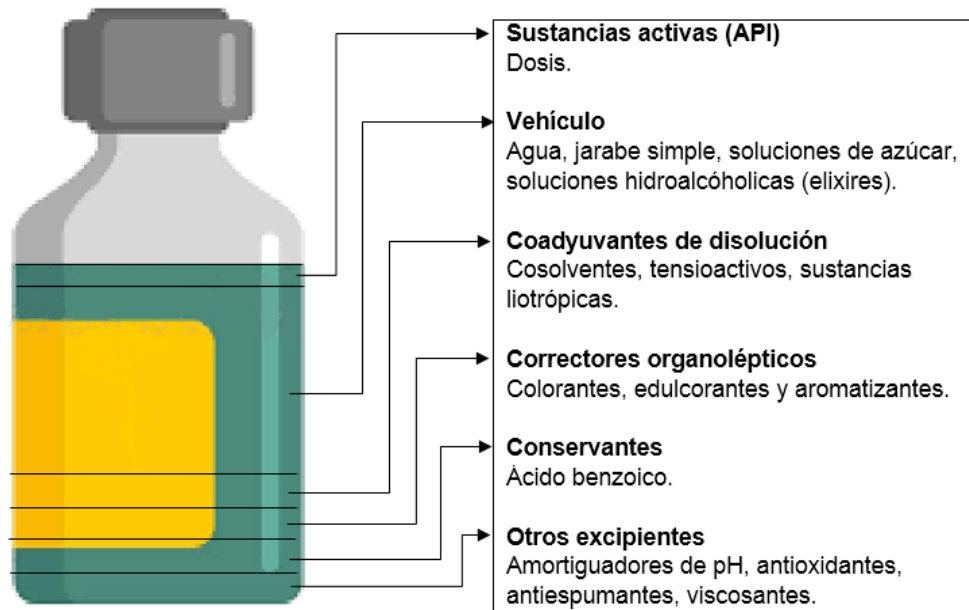 Sustancias activas (API)
Dosis.
Vehículo
Agua, jarabe simple, soluciones de azúcar,
soluciones hidroalcóholicas (elixires).
Coadyuvantes de disolución
Cosolventes, tensioactivos, sustancias
liotrópicas.
Correctores organolépticos
Colorantes, edulcorantes y aromatizantes.
Conservantes
Ácido benzoico.
Otros excipientes
Amortiguadores de pH, antioxidantes,
antiespumantes, viscosantes.